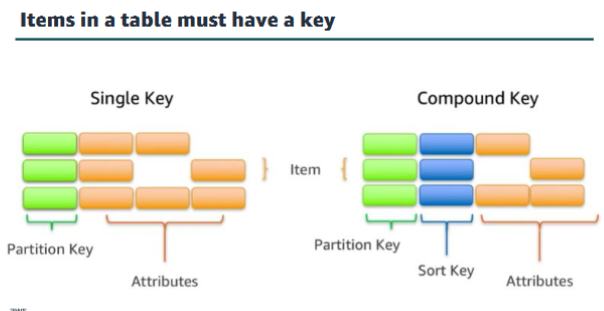 Items in a table must have a key
Single Key
Compound Key
Item
Partition Key
Attributes
Partition Key
Sort Key
Attributes